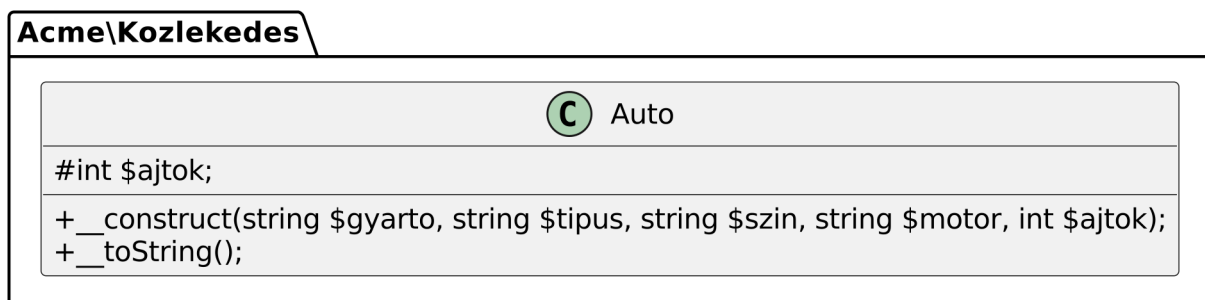 Acme\Kozlekedes
C Auto
#int $ajtok;
+__construct(string $gyarto, string $tipus, string $szin, string $motor, int $ajtok);
+__toString();